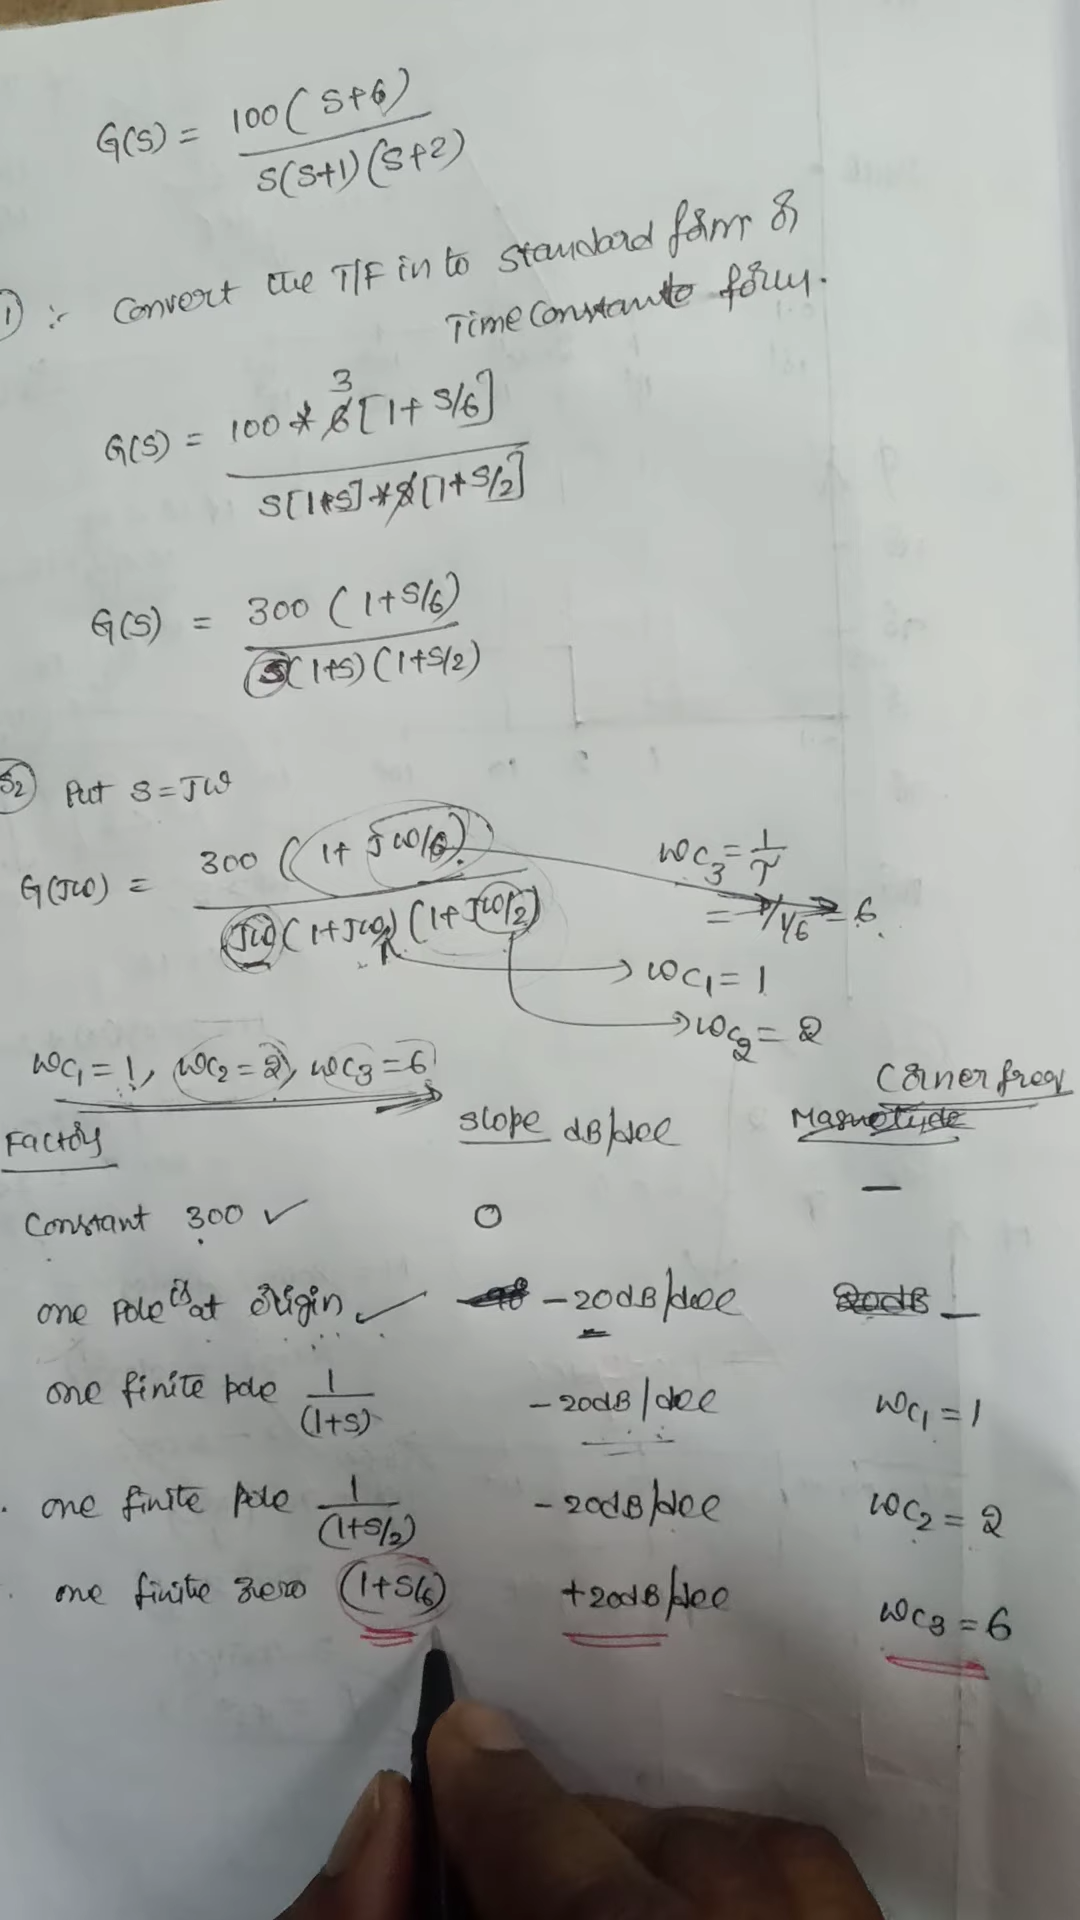 G(S) = 100(S+6) / S(S+1)(S+2)
1) :- Convert the T/F in to standard form or
Time Constant form.
G(S) = 100 * 6 3 [1+S/6] / S[1+S] * 2 [1+S/2]
G(S) = 300 (1+S/6) / S(1+S)(1+S/2)
S2 Put S=Jω
G(Jω) = 300 (1+Jω/6) / Jω(1+Jω)(1+Jω/2)
ωc3 = 1/T
= 1/1/6 = 6.
→ ωc1 = 1
→ ωc2 = 2
ωc1 = 1, ωc2 = 2, ωc3 = 6
Corner freq
Factors slope dB/dec
Constant 300 ✓ 0 —
one pole is at origin ✓ -20dB/dec 20dB —
one finite pole 1/(1+S) -20dB/dec ωc1 = 1
one finite pole 1/(1+S/2) -20dB/dec ωc2 = 2
one finite zero (1+S/6) +20dB/dec ωc3 = 6